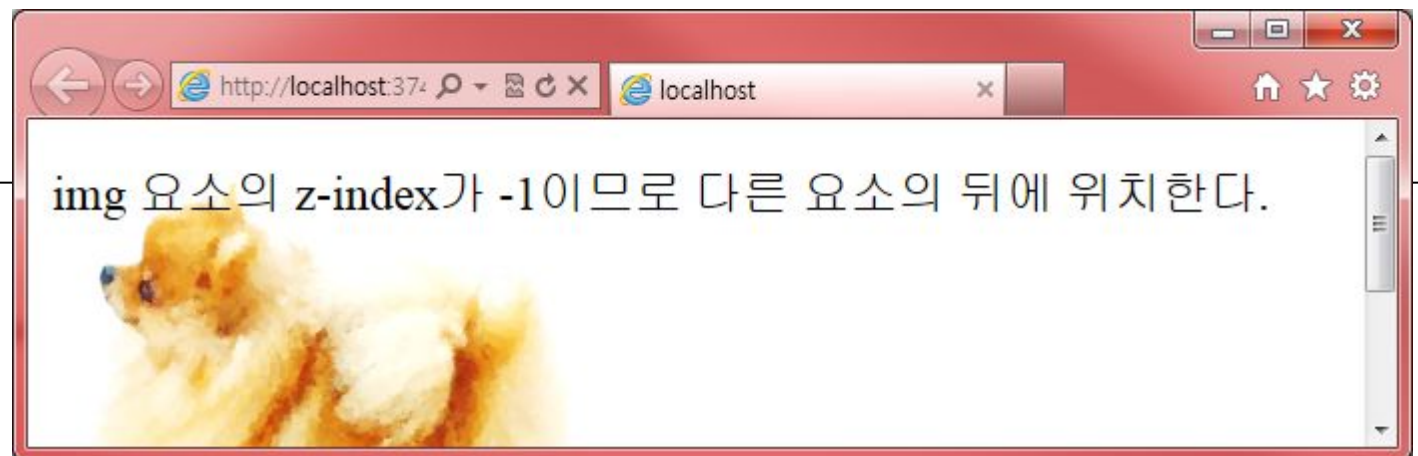 http://localhost:374
localhost
img 요소의 z-index가 -1이므로 다른 요소의 뒤에 위치한다.